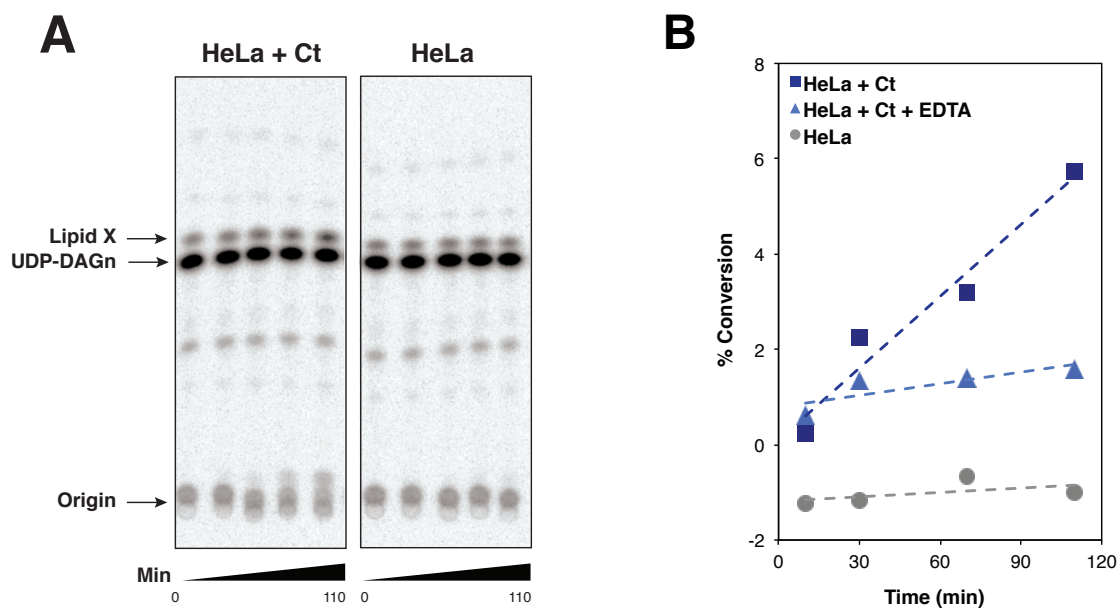 A
HeLa + Ct
HeLa
Lipid X
UDP-DAGn
Origin
Min
0
110
0
110
B
8
6
4
2
0
-2
% Conversion
HeLa + Ct
HeLa + Ct + EDTA
HeLa
0
30
60
90
120
Time (min)